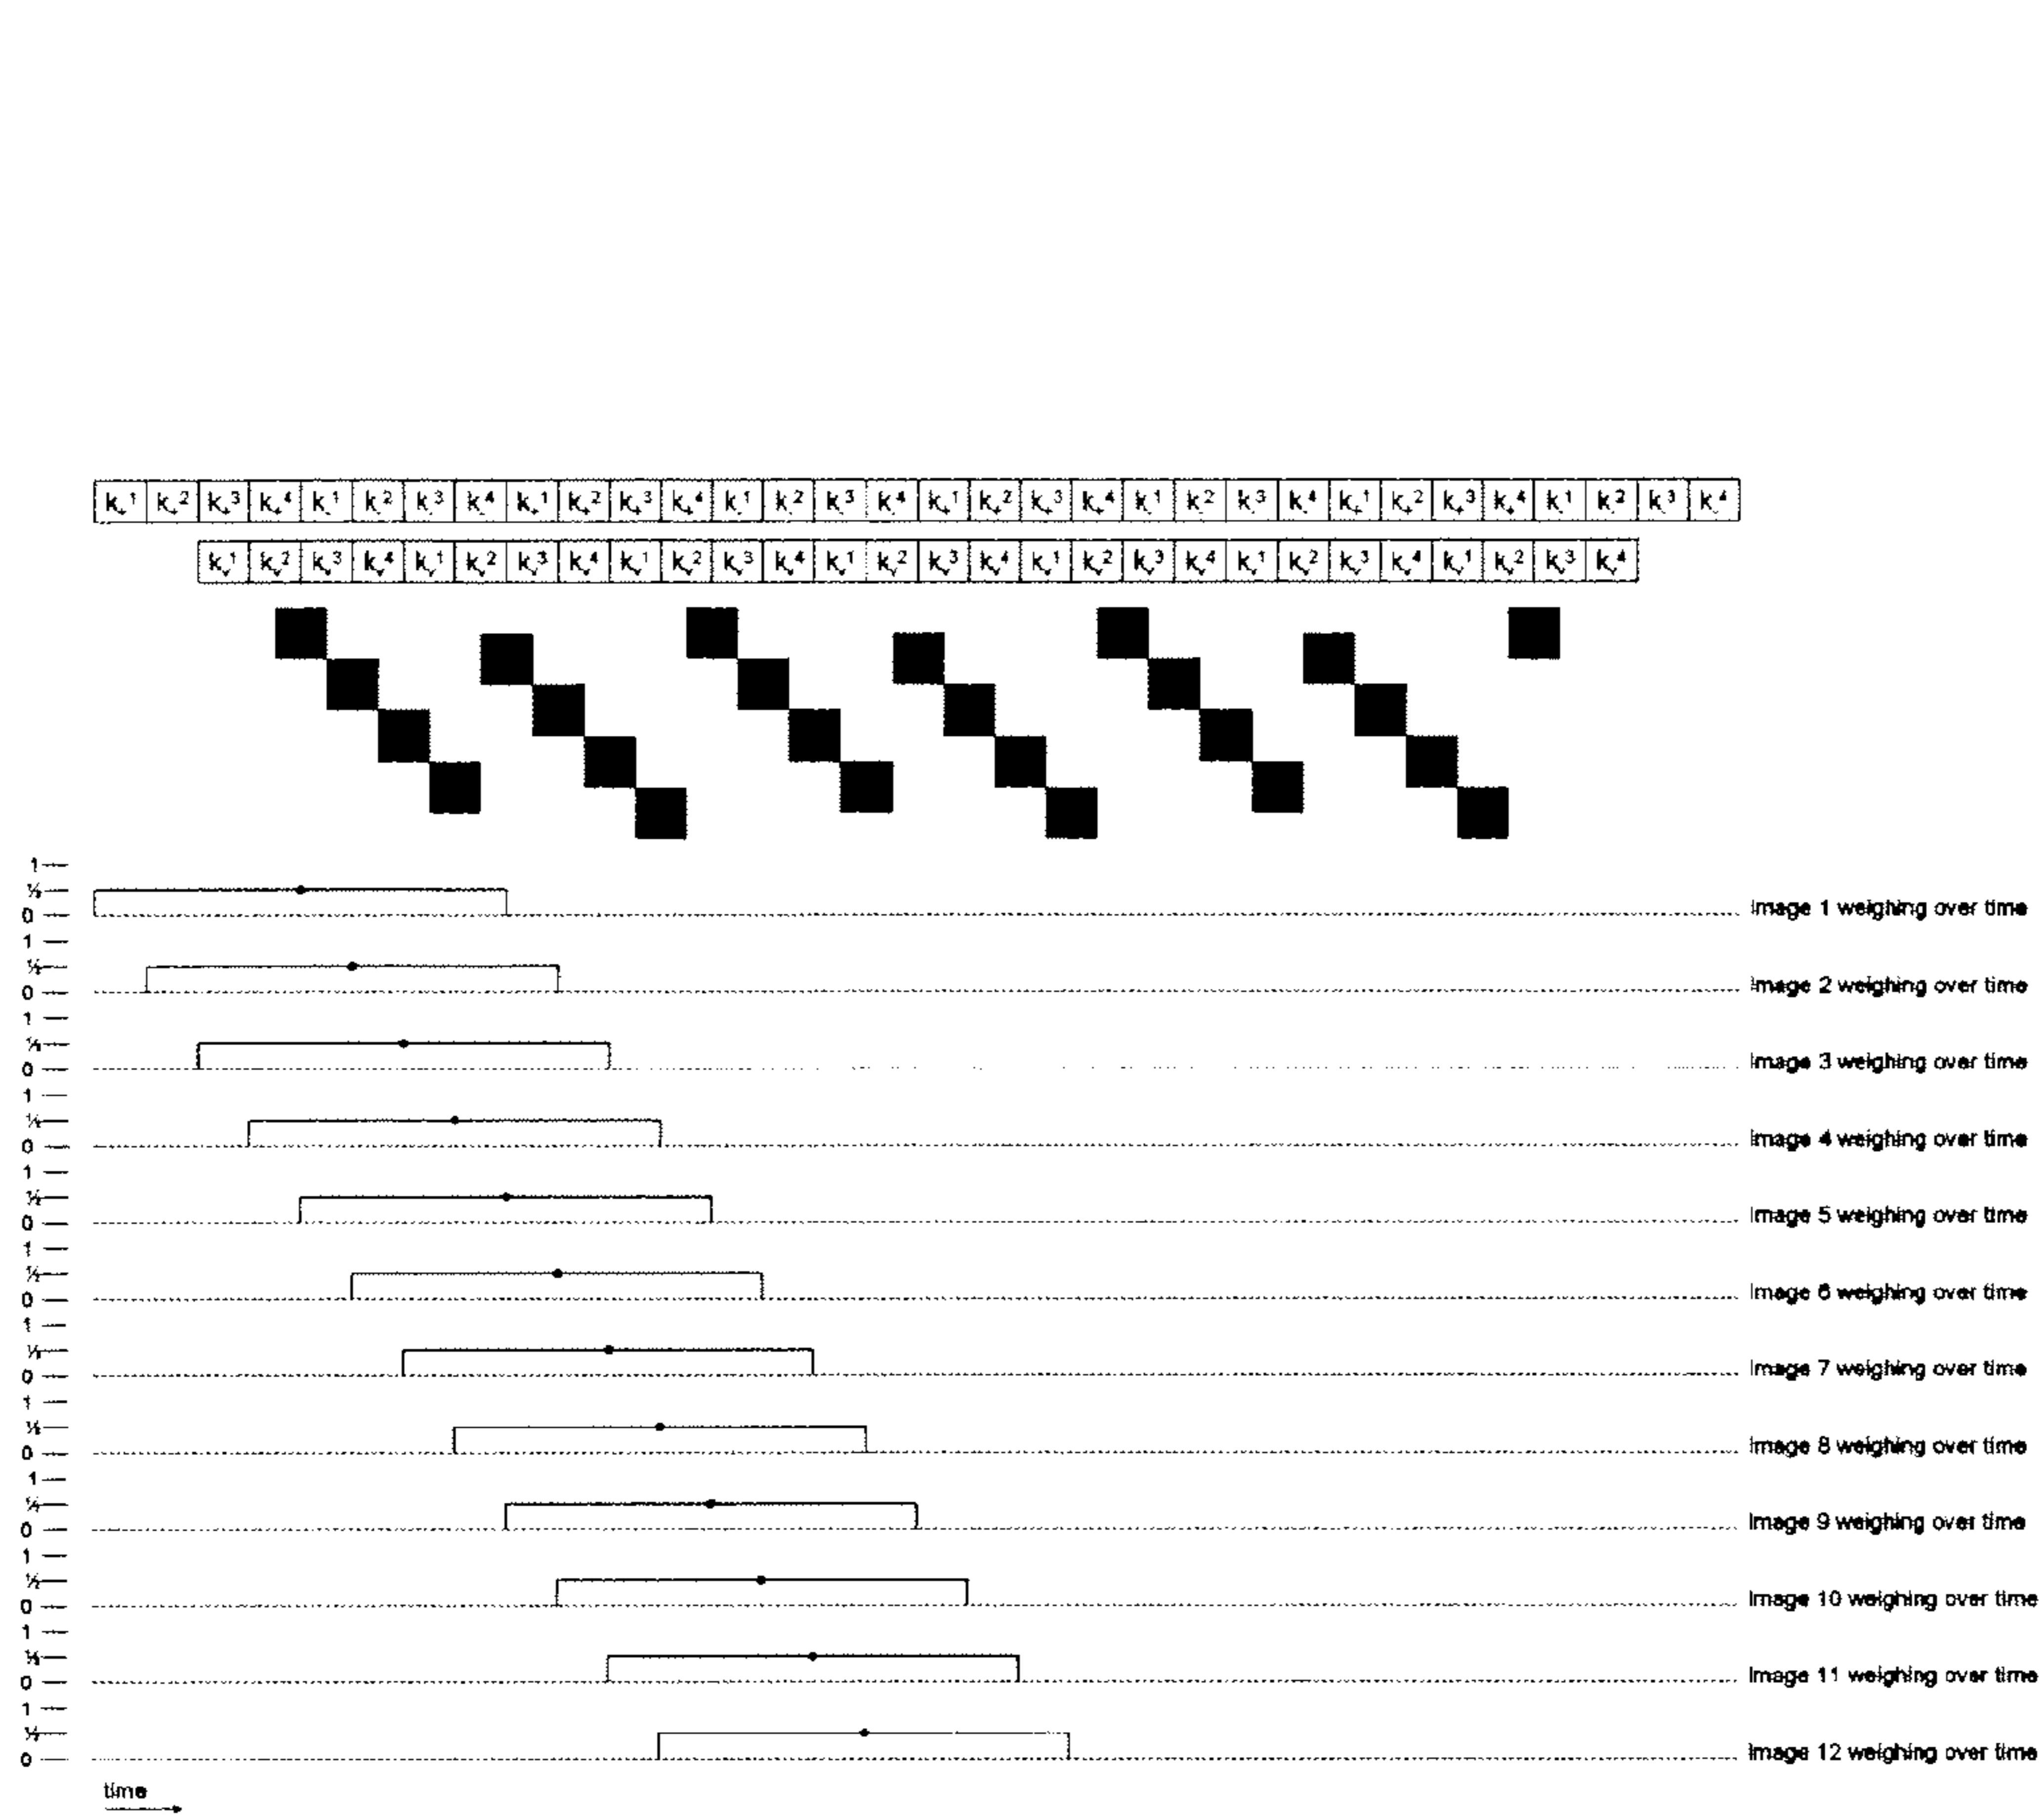 k+1 k+2 k+3 k+4 k-1 k-2 k-3 k-4 k+1 k+2 k+3 k+4 k-1 k-2 k-3 k-4 k+1 k+2 k+3 k+4 k-1 k-2 k-3 k-4 k+1 k+2 k+3 k+4 k-1 k-2 k-3 k-4
kv1 kv2 kv3 kv4 kv1 kv2 kv3 kv4 kv1 kv2 kv3 kv4 kv1 kv2 kv3 kv4 kv1 kv2 kv3 kv4 kv1 kv2 kv3 kv4 kv1 kv2 kv3 kv4
1
½
0 Image 1 weighing over time
1
½
0 Image 2 weighing over time
1
½
0 Image 3 weighing over time
1
½
0 Image 4 weighing over time
1
½
0 Image 5 weighing over time
1
½
0 Image 6 weighing over time
1
½
0 Image 7 weighing over time
1
½
0 Image 8 weighing over time
1
½
0 Image 9 weighing over time
1
½
0 Image 10 weighing over time
1
½
0 Image 11 weighing over time
1
½
0 Image 12 weighing over time
time